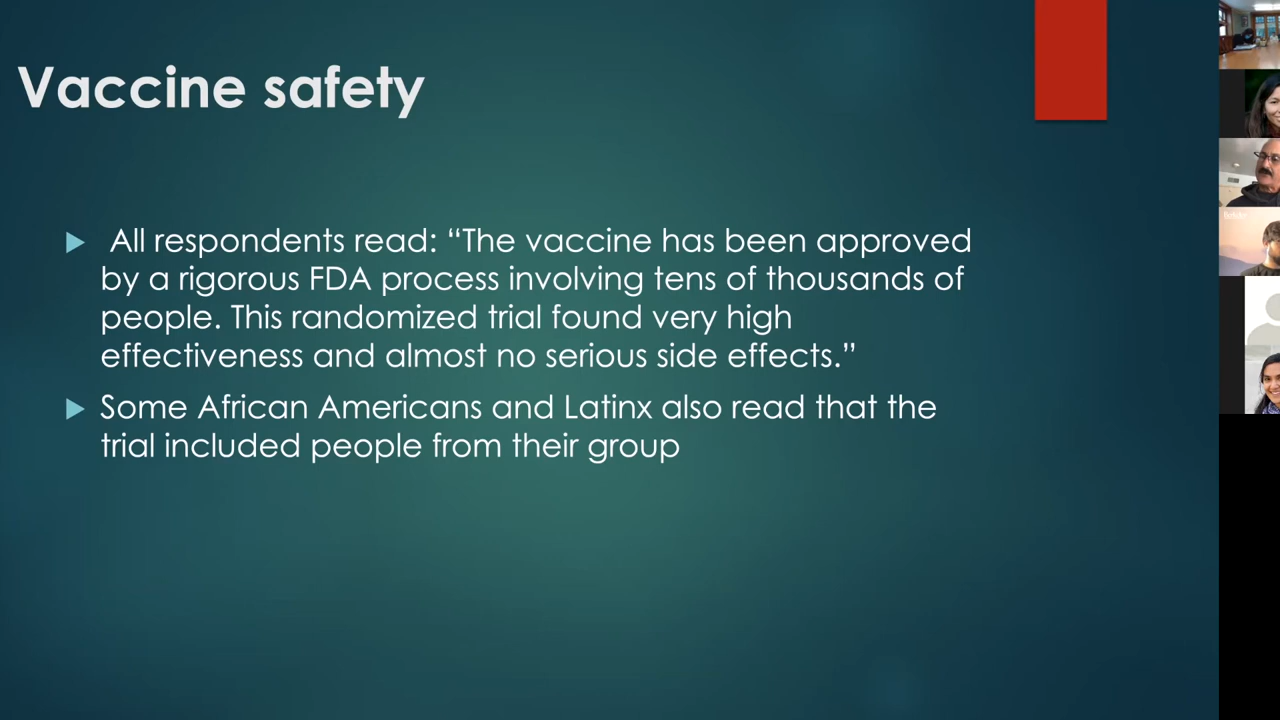 Vaccine safety
All respondents read: “The vaccine has been approved
by a rigorous FDA process involving tens of thousands of
people. This randomized trial found very high
effectiveness and almost no serious side effects.”
Some African Americans and Latinx also read that the
trial included people from their group